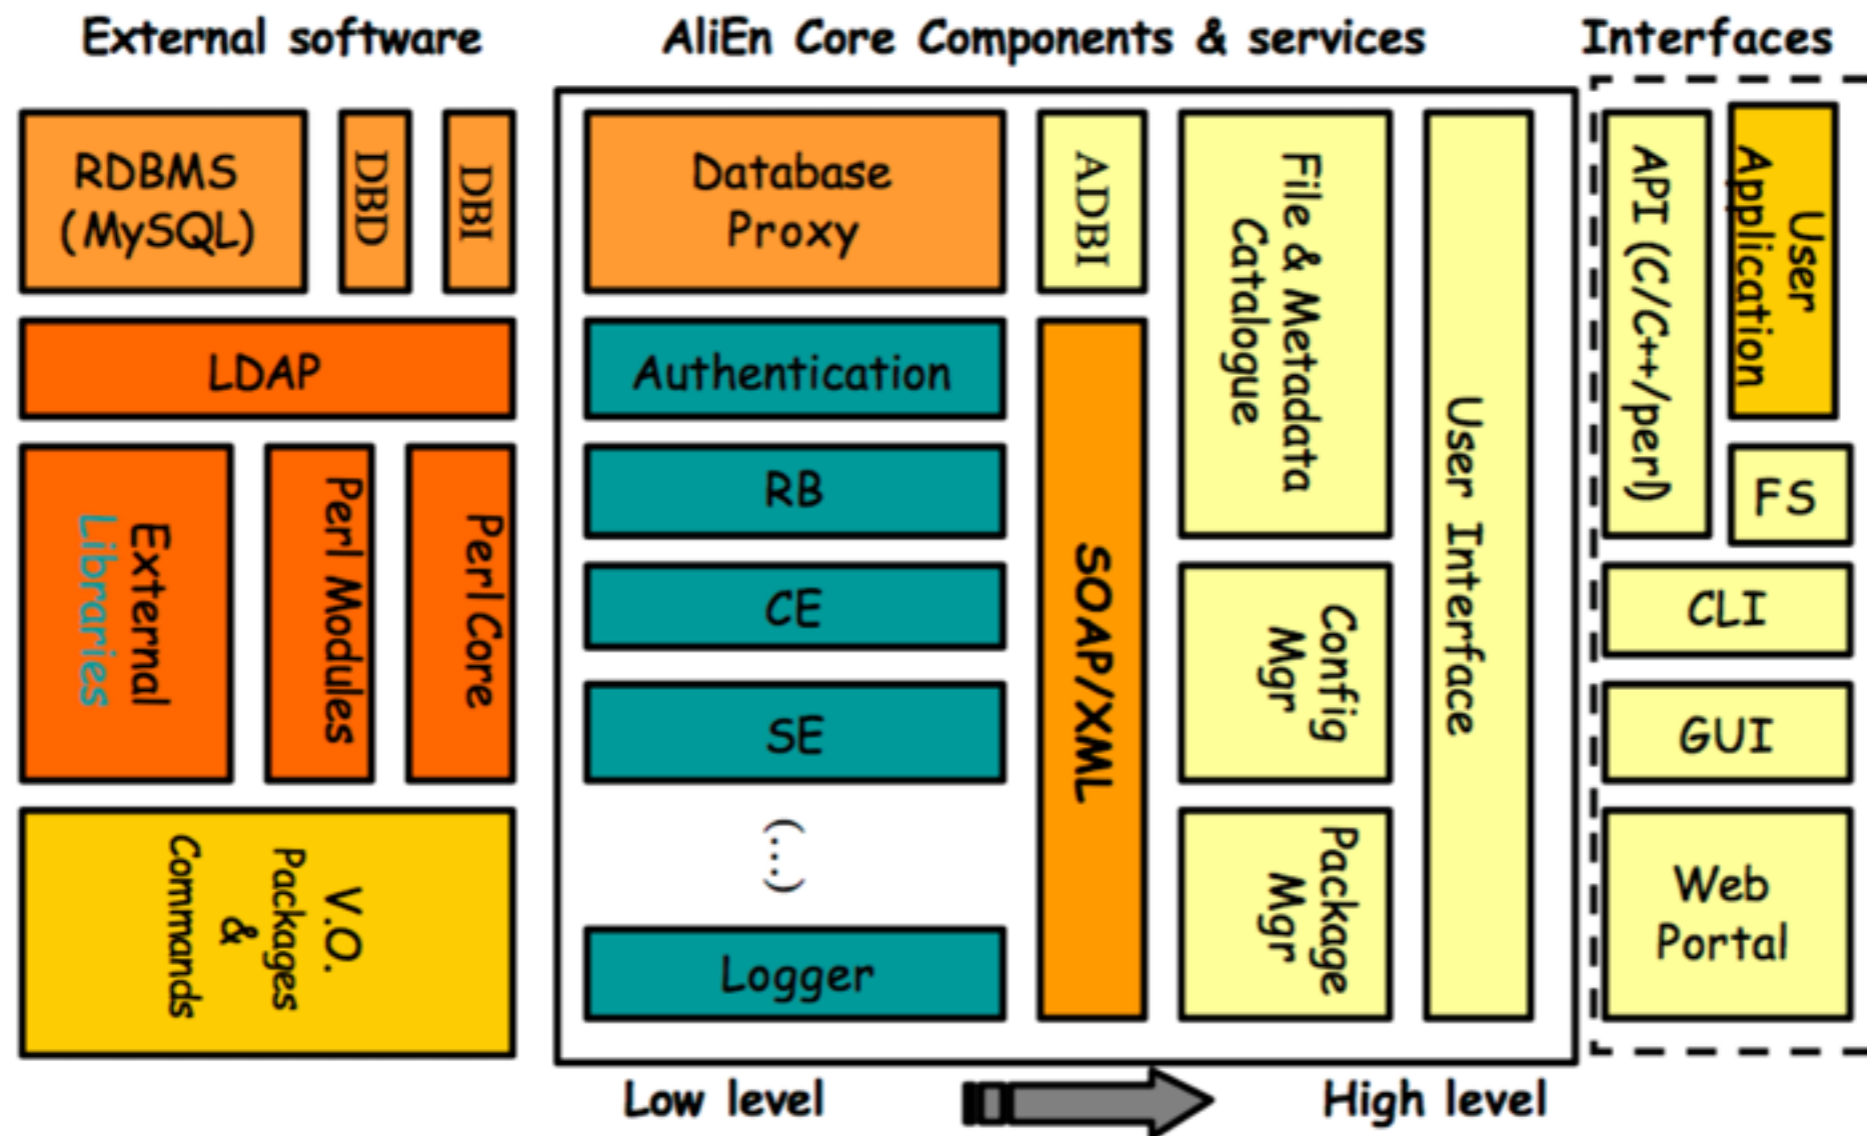 External software
AliEn Core Components & services
Interfaces
RDBMS
(MySQL)
DBD
DBI
LDAP
External
Libraries
Perl Modules
Perl Core
V.O.
Packages
&
Commands
Database
Proxy
Authentication
RB
CE
SE
(...)
Logger
ADBI
SOAP/XML
File & Metadata
Catalogue
Config
Mgr
Package
Mgr
User Interface
API (C/C++/perl)
User
Application
FS
CLI
GUI
Web
Portal
Low level
High level